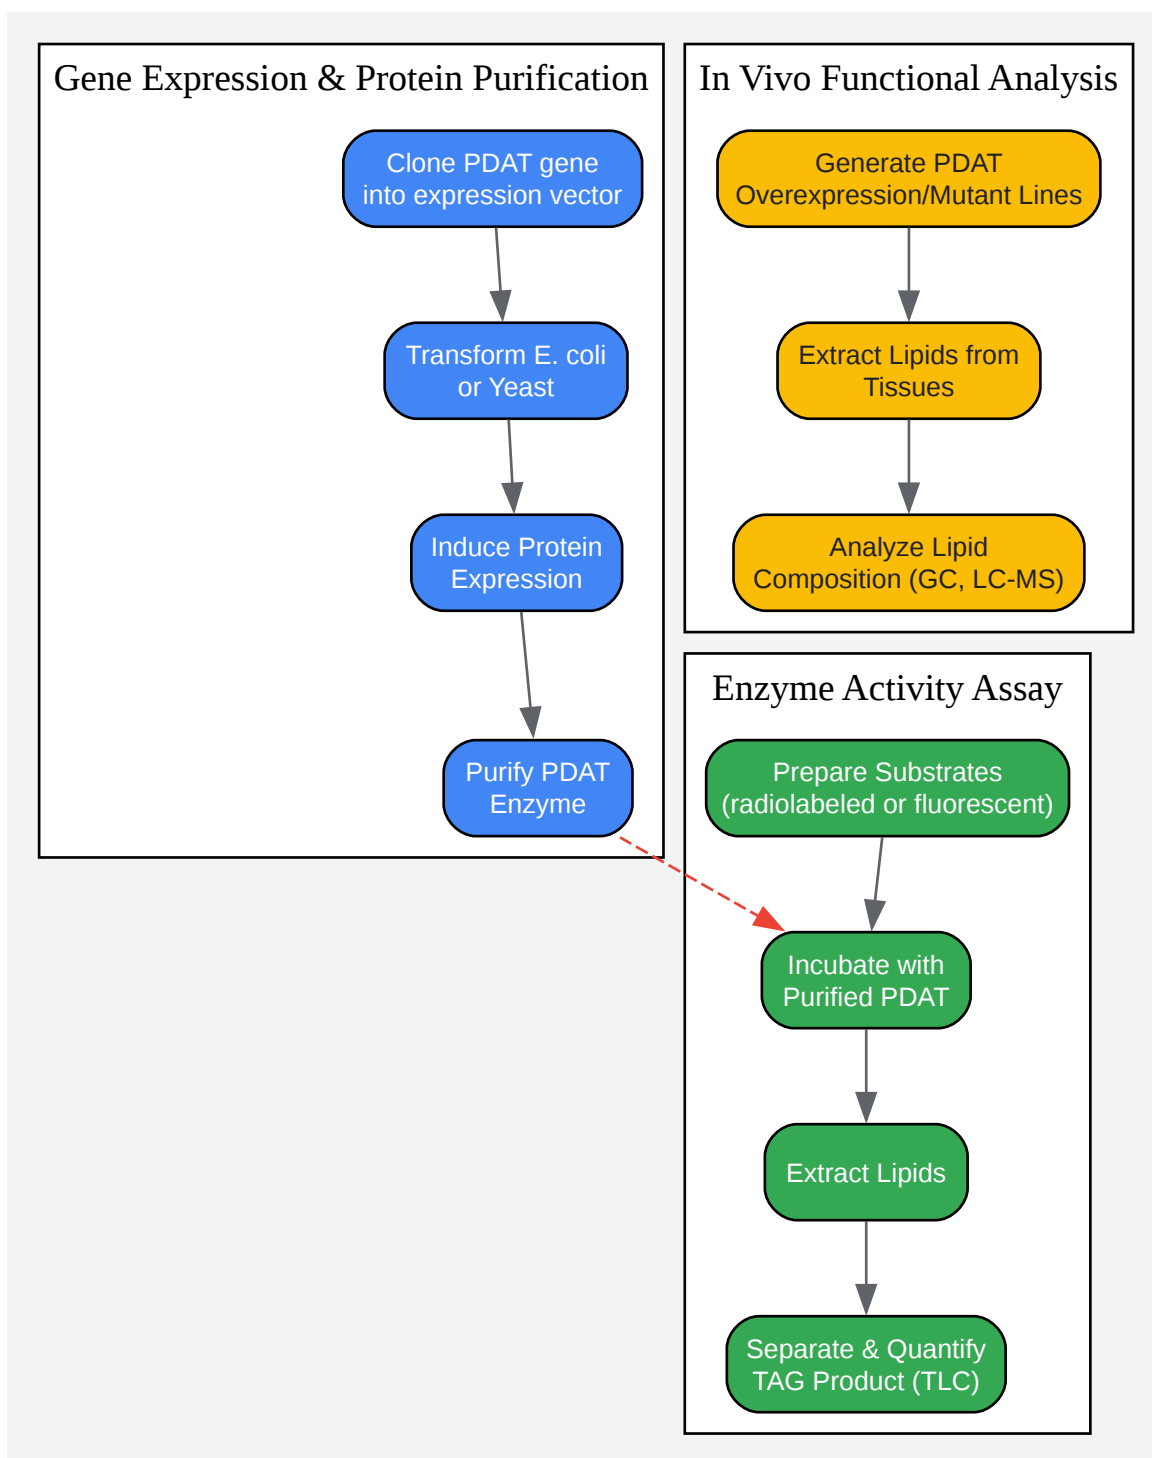 Gene Expression & Protein Purification
Clone PDAT gene
into expression vector
Transform E. coli
or Yeast
Induce Protein
Expression
Purify PDAT
Enzyme
In Vivo Functional Analysis
Generate PDAT
Overexpression/Mutant Lines
Extract Lipids from
Tissues
Analyze Lipid
Composition (GC, LC-MS)
Enzyme Activity Assay
Prepare Substrates
(radiolabeled or fluorescent)
Incubate with
Purified PDAT
Extract Lipids
Separate & Quantify
TAG Product (TLC)